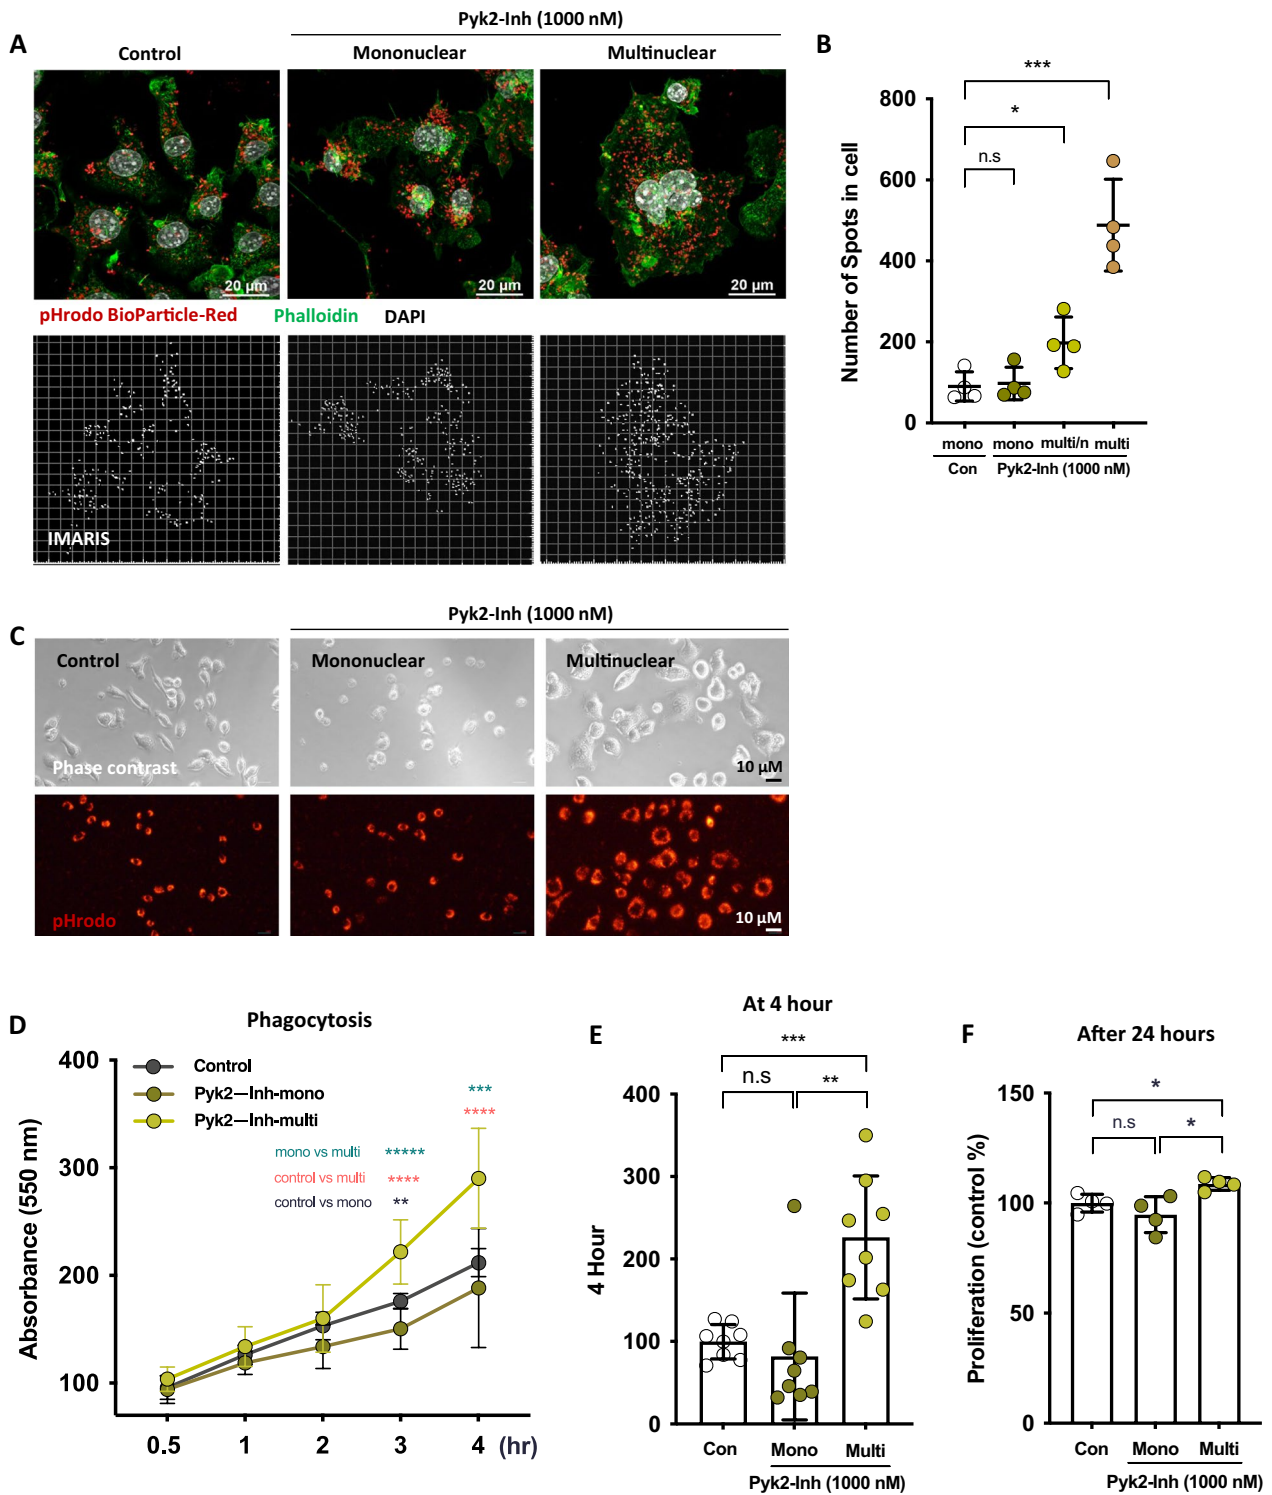 Pyk2-Inh (1000 nM)
A
Control
Mononuclear
Multinuclear
20 µm
20 µm
20 µm
pHrodo BioParticle-Red
Phalloidin
DAPI
IMARIS
B
***
*
n.s
800
600
400
200
0
Number of Spots in cell
mono
mono
multi/n
multi
Con
Pyk2-Inh (1000 nM)
C
Pyk2-Inh (1000 nM)
Control
Mononuclear
Multinuclear
Phase contrast
10 µM
pHrodo
10 µM
D
Phagocytosis
400
300
200
100
Absorbance (550 nm)
Control
Pyk2—Inh-mono
Pyk2—Inh-multi
***
****
mono vs multi *****
control vs multi ****
control vs mono **
0.5 1 2 3 4 (hr)
At 4 hour
E
***
n.s
**
400
300
200
100
0
4 Hour
Con Mono Multi
Pyk2-Inh (1000 nM)
F
After 24 hours
*
n.s
*
150
100
50
0
Proliferation (control %)
Con Mono Multi
Pyk2-Inh (1000 nM)